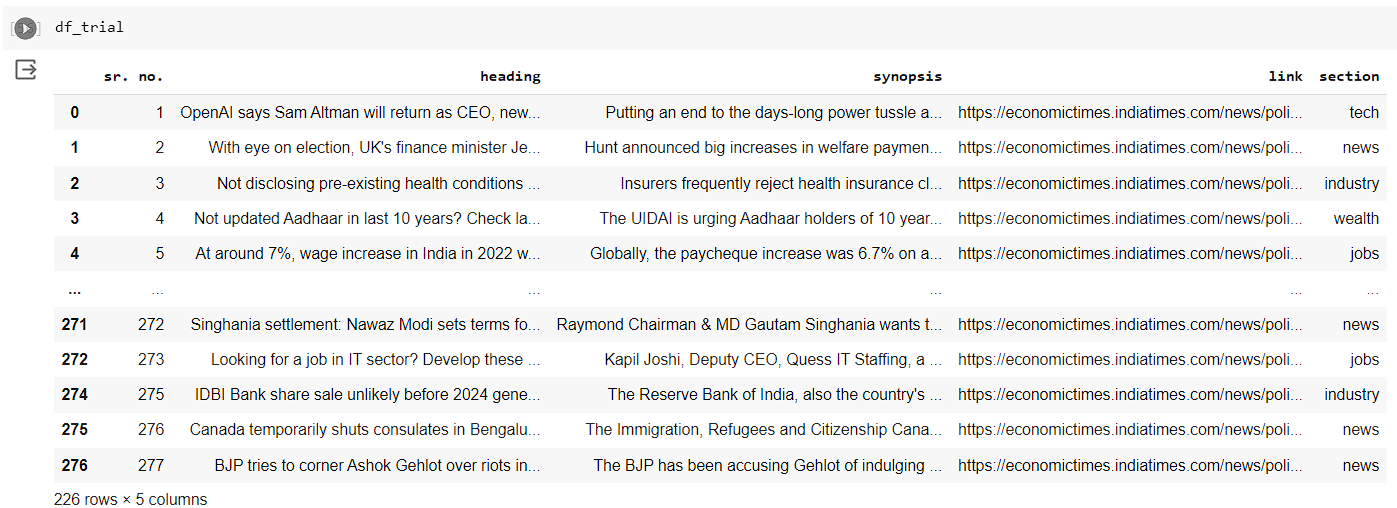 df_trial
sr. no. heading synopsis link section
0 1 OpenAI says Sam Altman will return as CEO, new... Putting an end to the days-long power tussle a... https://economictimes.indiatimes.com/news/poli... tech
1 2 With eye on election, UK's finance minister Je... Hunt announced big increases in welfare paymen... https://economictimes.indiatimes.com/news/poli... news
2 3 Not disclosing pre-existing health conditions ... Insurers frequently reject health insurance cl... https://economictimes.indiatimes.com/news/poli... industry
3 4 Not updated Aadhaar in last 10 years? Check la... The UIDAI is urging Aadhaar holders of 10 year... https://economictimes.indiatimes.com/news/poli... wealth
4 5 At around 7%, wage increase in India in 2022 w... Globally, the paycheque increase was 6.7% on a... https://economictimes.indiatimes.com/news/poli... jobs
... ... ... ... ... ...
271 272 Singhania settlement: Nawaz Modi sets terms fo... Raymond Chairman & MD Gautam Singhania wants t... https://economictimes.indiatimes.com/news/poli... news
272 273 Looking for a job in IT sector? Develop these ... Kapil Joshi, Deputy CEO, Quess IT Staffing, a ... https://economictimes.indiatimes.com/news/poli... jobs
274 275 IDBI Bank share sale unlikely before 2024 gene... The Reserve Bank of India, also the country's ... https://economictimes.indiatimes.com/news/poli... industry
275 276 Canada temporarily shuts consulates in Bengalu... The Immigration, Refugees and Citizenship Cana... https://economictimes.indiatimes.com/news/poli... news
276 277 BJP tries to corner Ashok Gehlot over riots in... The BJP has been accusing Gehlot of indulging ... https://economictimes.indiatimes.com/news/poli... news
226 rows × 5 columns